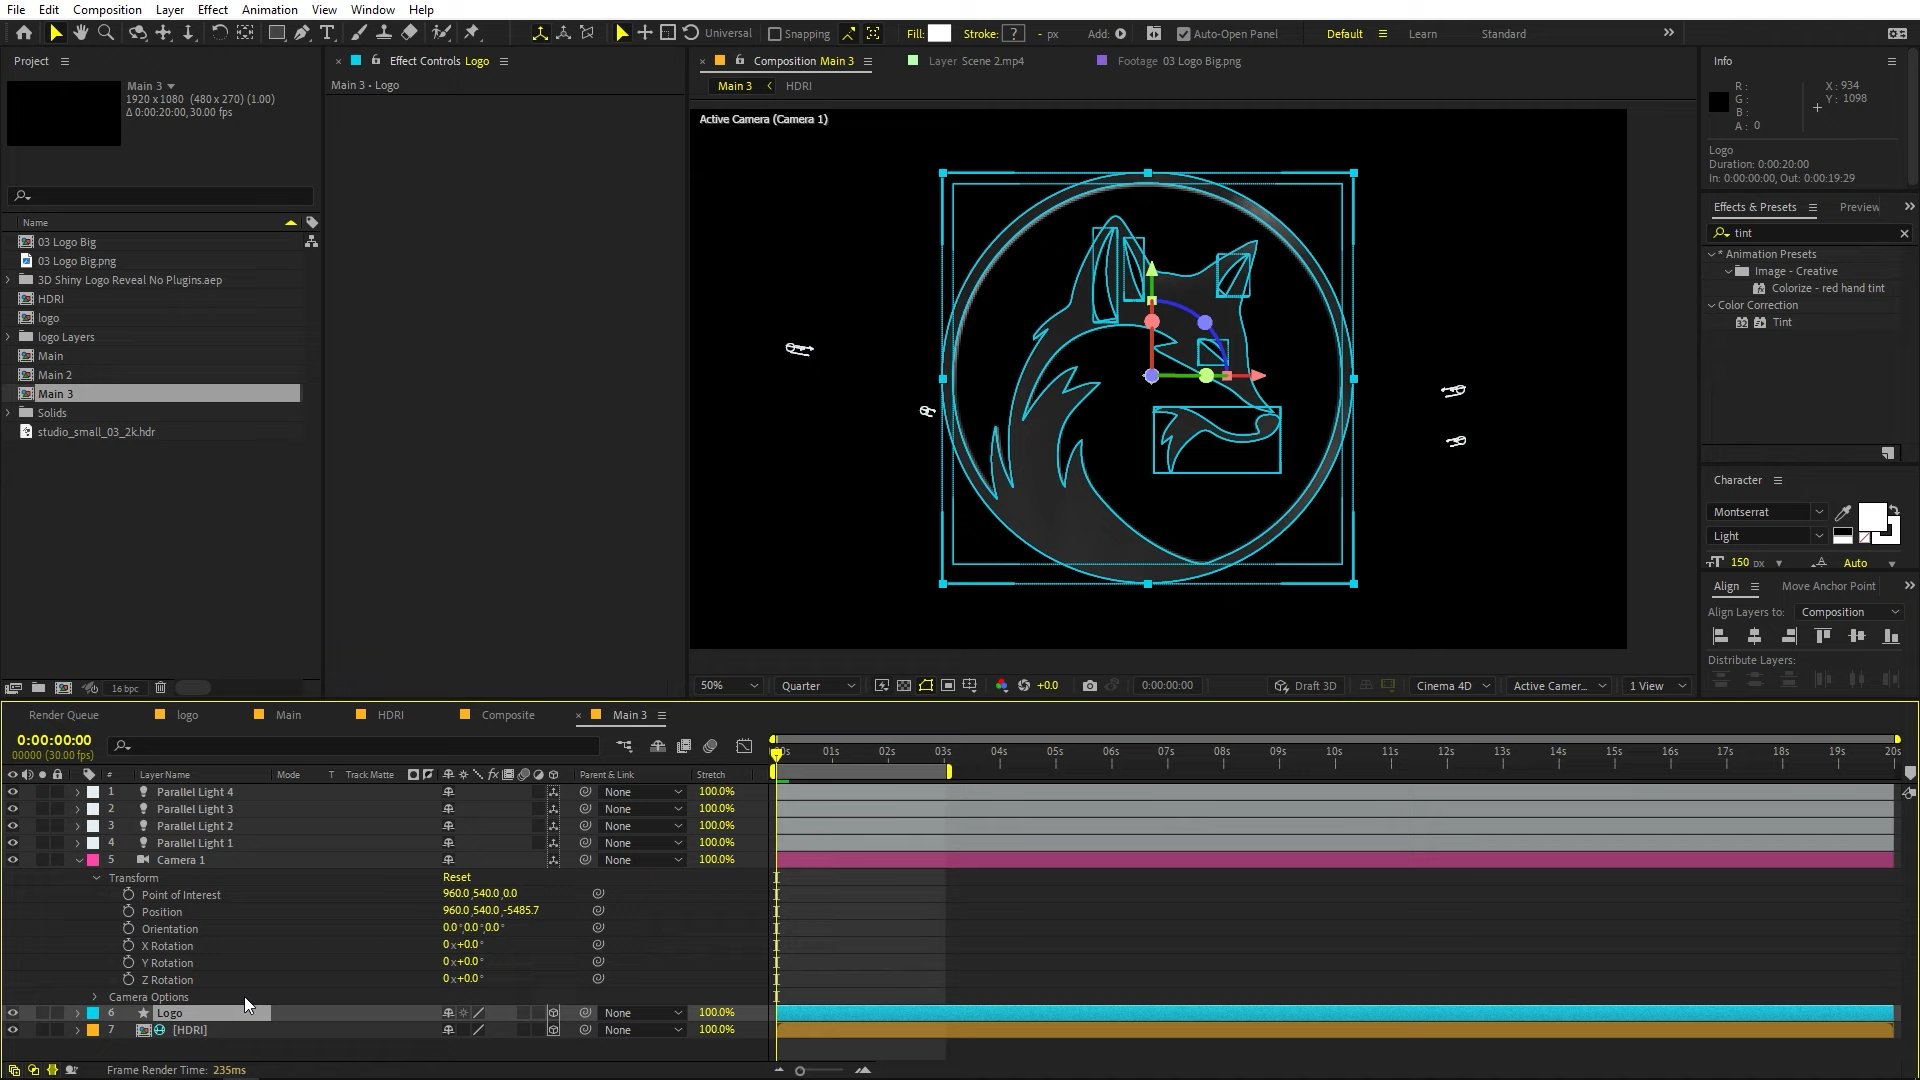 File Edit Composition Layer Effect Animation View Window Help
Universal Snapping Fill: Stroke: ? - px Add: Auto-Open Panel Default Learn Standard
Project
Main 3
1920 x 1080 (480 x 270) (1.00)
Δ 0:00:20:00, 30.00 fps
Name
03 Logo Big
03 Logo Big.png
3D Shiny Logo Reveal No Plugins.aep
HDRI
logo
logo Layers
Main
Main 2
Main 3
Solids
studio_small_03_2k.hdr
16 bpc
Effect Controls Logo
Main 3 • Logo
Composition Main 3
Layer Scene 2.mp4
Footage 03 Logo Big.png
Main 3 HDRI
Active Camera (Camera 1)
50% Quarter +0.0 0:00:00:00 Draft 3D Cinema 4D Active Camer... 1 View
Info
R :
G :
B :
A : 0
X : 934
Y : 1098
Logo
Duration: 0:00:20:00
In: 0:00:00:00, Out: 0:00:19:29
Effects & Presets Preview
tint
* Animation Presets
Image - Creative
Colorize - red hand tint
Color Correction
32 Tint
Character
Montserrat
Light
150 px Auto
Align Move Anchor Point
Align Layers to: Composition
Distribute Layers:
Render Queue logo Main HDRI Composite Main 3
0:00:00:00
00000 (30.00 fps)
# Layer Name Mode T Track Matte fx Parent & Link Stretch
01s 02s 03s 04s 05s 06s 07s 08s 09s 10s 11s 12s 13s 14s 15s 16s 17s 18s 19s 20s
1 Parallel Light 4 None 100.0%
2 Parallel Light 3 None 100.0%
3 Parallel Light 2 None 100.0%
4 Parallel Light 1 None 100.0%
5 Camera 1 None 100.0%
Transform Reset
Point of Interest 960.0,540.0,0.0
Position 960.0,540.0,-5485.7
Orientation 0.0°,0.0°,0.0°
X Rotation 0x+0.0°
Y Rotation 0x+0.0°
Z Rotation 0x+0.0°
Camera Options
6 Logo None 100.0%
7 [HDRI] None 100.0%
Frame Render Time: 235ms